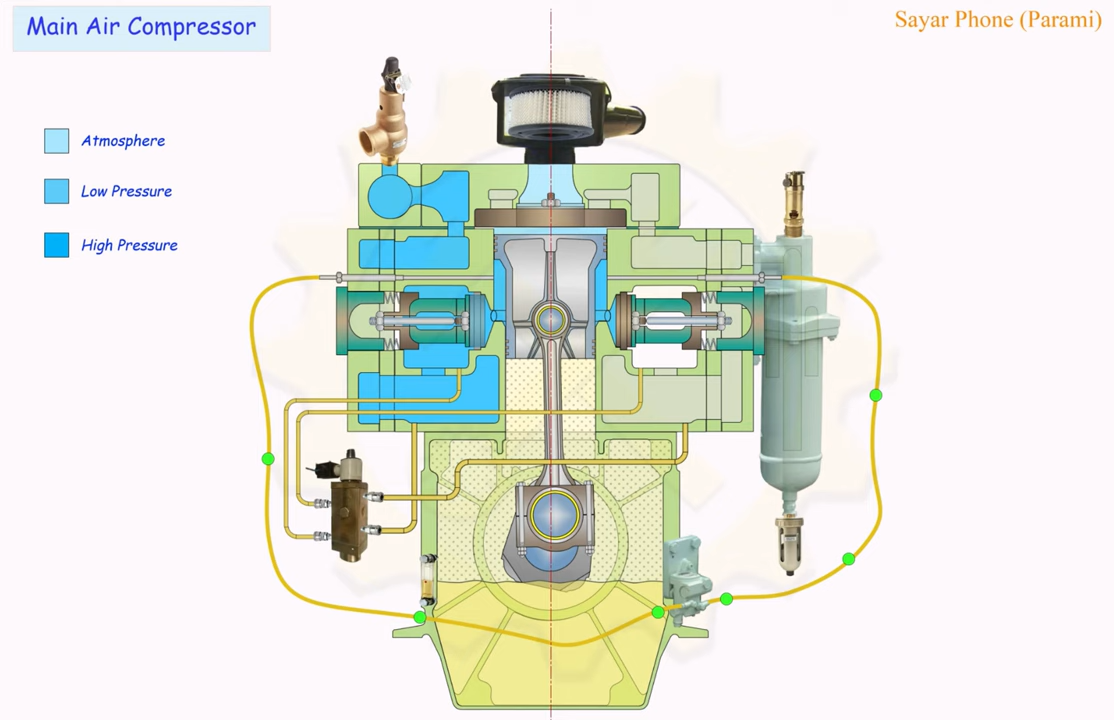 Main Air Compressor
Sayar Phone (Parami)
Atmosphere
Low Pressure
High Pressure